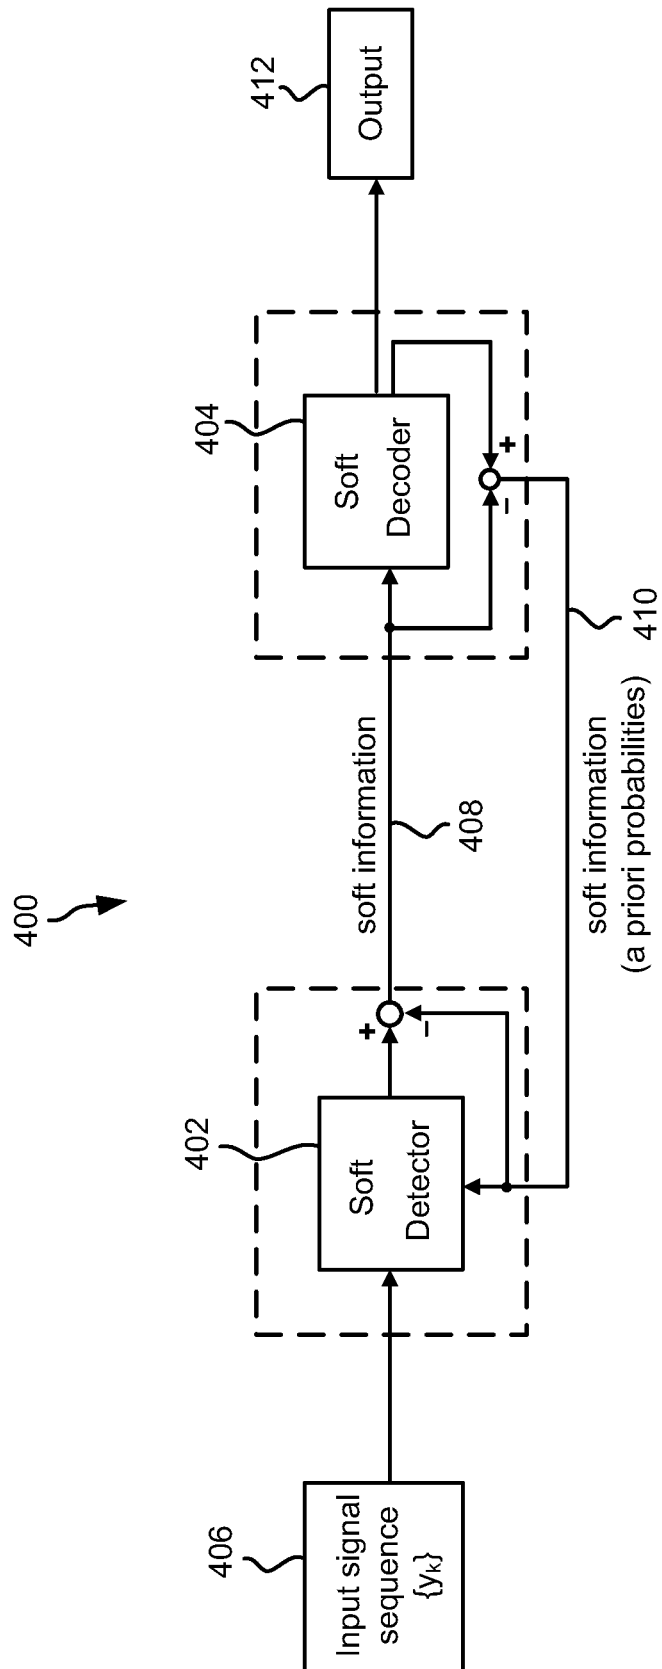 400
406
Input signal
sequence
{yk}
402
Soft
Detector
+
–
soft information
408
404
Soft
Decoder
+
–
412
Output
410
soft information
(a priori probabilities)